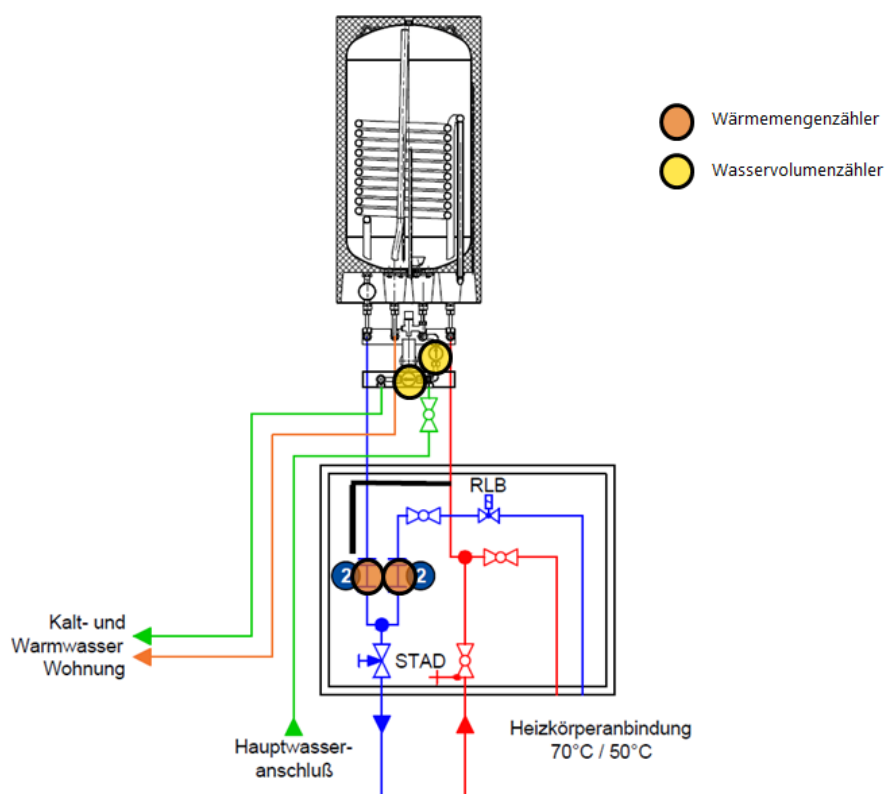 Wärmemengenzähler
Wasservolumenzähler
RLB
2
2
Kalt- und
Warmwasser
Wohnung
STAD
Hauptwasser-
anschluß
Heizkörperanbindung
70°C / 50°C